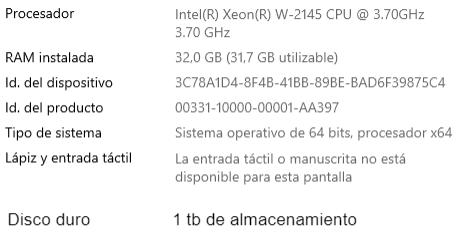 Procesador Intel(R) Xeon(R) W-2145 CPU @ 3.70GHz
3.70 GHz
RAM instalada 32,0 GB (31,7 GB utilizable)
Id. del dispositivo 3C78A1D4-8F4B-41BB-89BE-BAD6F39875C4
Id. del producto 00331-10000-00001-AA397
Tipo de sistema Sistema operativo de 64 bits, procesador x64
Lápiz y entrada táctil La entrada táctil o manuscrita no está
disponible para esta pantalla
Disco duro 1 tb de almacenamiento